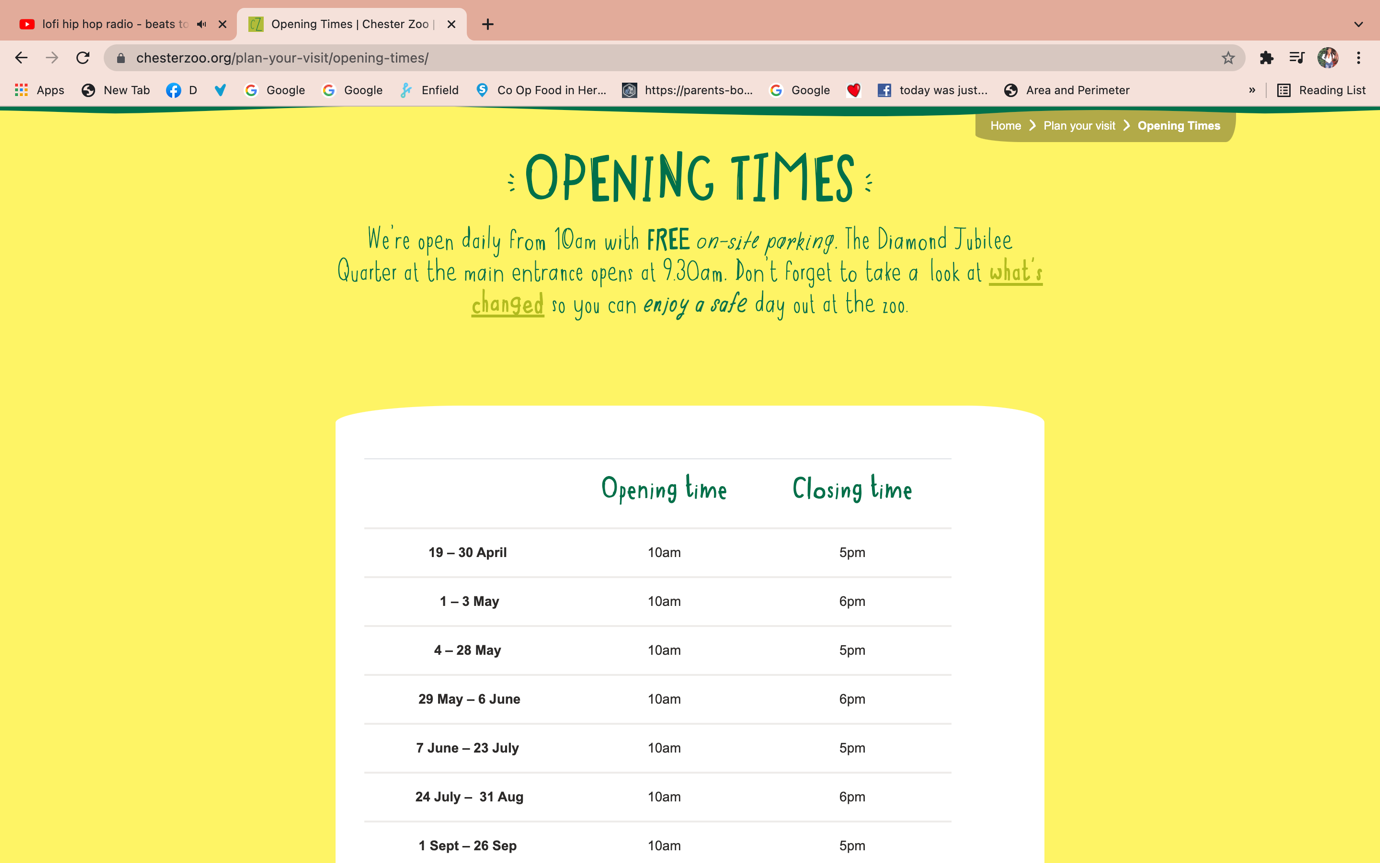 lofi hip hop radio - beats to
Opening Times | Chester Zoo |
chesterzoo.org/plan-your-visit/opening-times/
Apps New Tab D Google Google Enfield Co Op Food in Her... https://parents-bo... Google today was just... Area and Perimeter » Reading List
Home Plan your visit Opening Times
OPENING TIMES
We're open daily from 10am with FREE on-site parking. The Diamond Jubilee
Quarter at the main entrance opens at 9.30am. Don't forget to take a look at what's
changed so you can enjoy a safe day out at the zoo.
Opening time Closing time
19 – 30 April 10am 5pm
1 – 3 May 10am 6pm
4 – 28 May 10am 5pm
29 May – 6 June 10am 6pm
7 June – 23 July 10am 5pm
24 July – 31 Aug 10am 6pm
1 Sept – 26 Sep 10am 5pm